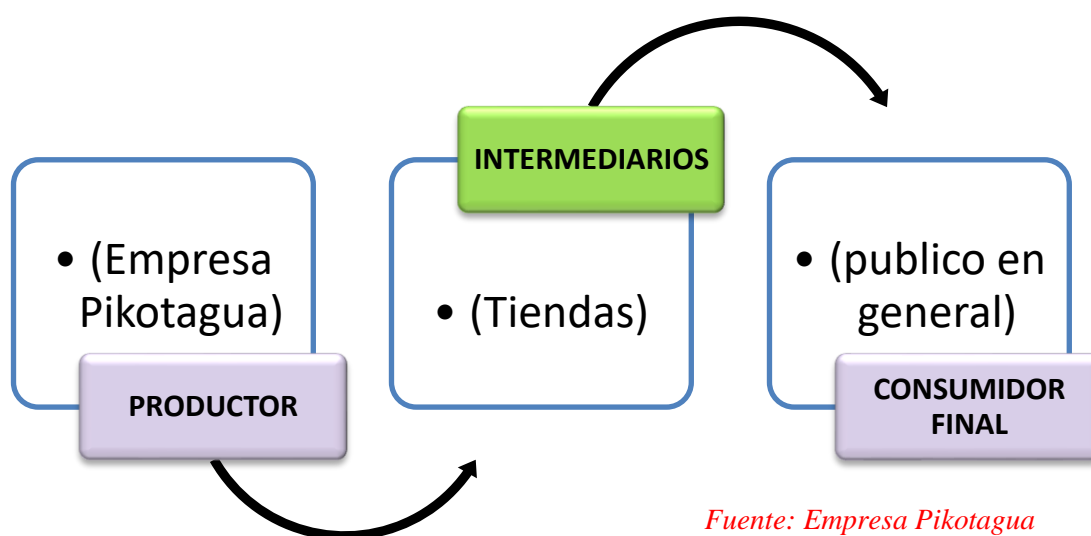 • (Empresa
Pikotagua)
PRODUCTOR
INTERMEDIARIOS
• (Tiendas)
• (publico en
general)
CONSUMIDOR
FINAL
Fuente: Empresa Pikotagua